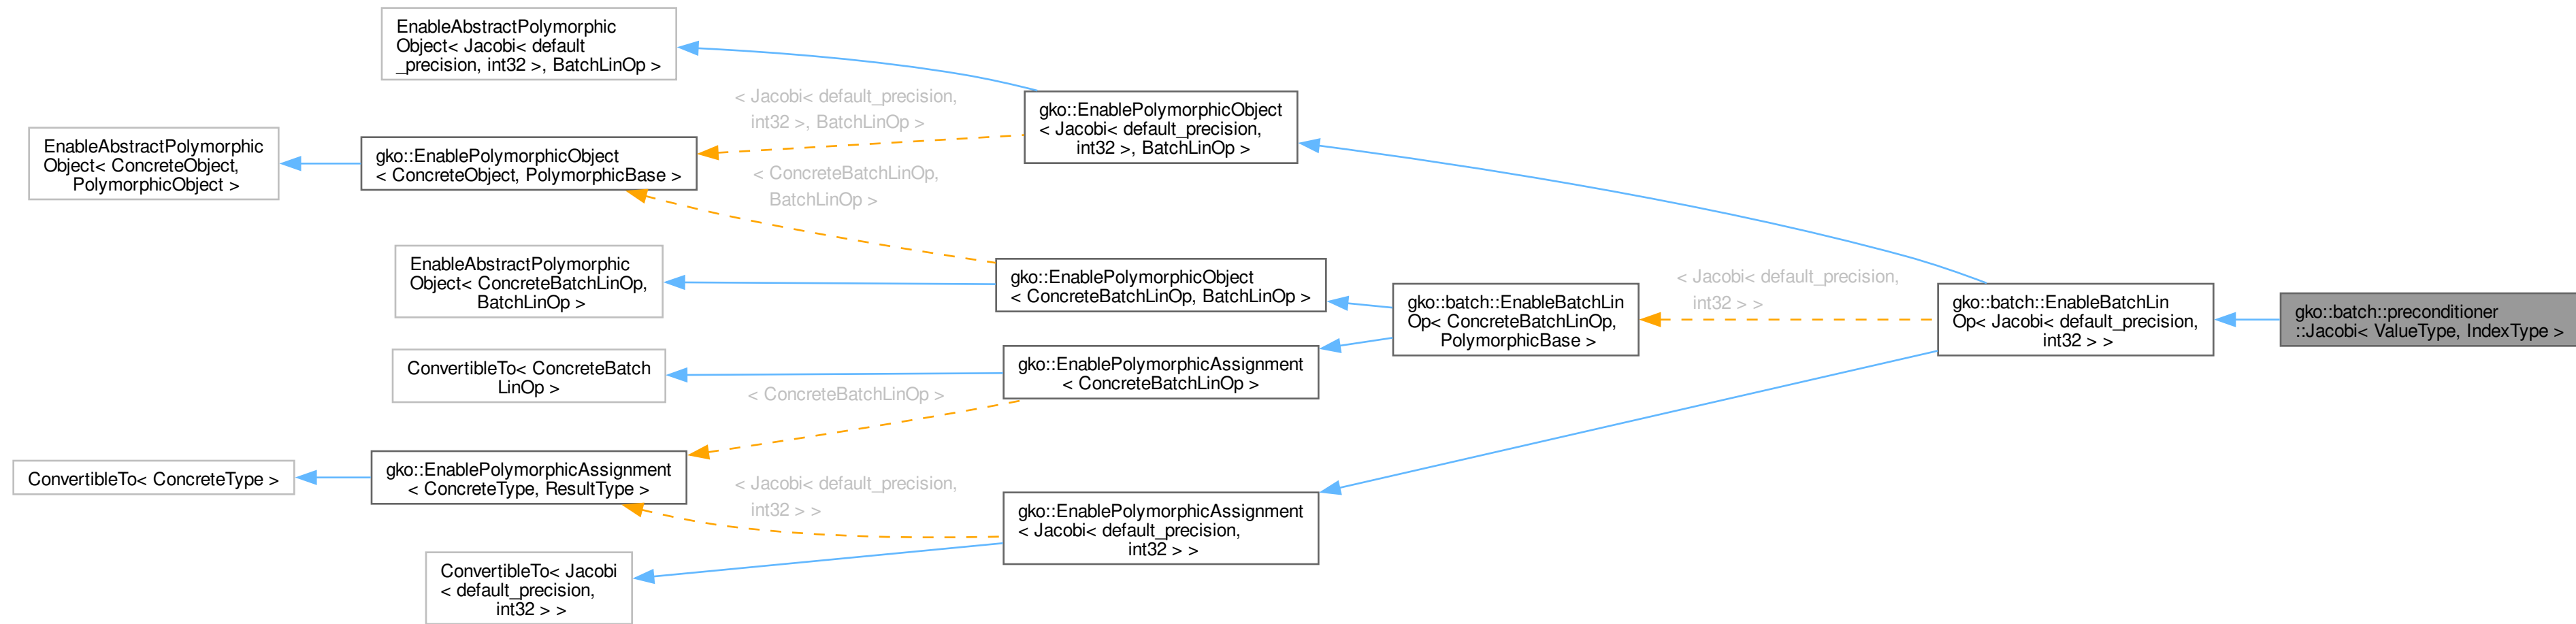 EnableAbstractPolymorphic
Object< Jacobi< default
_precision, int32 >, BatchLinOp >
< Jacobi< default_precision,
int32 >, BatchLinOp >
gko::EnablePolymorphicObject
< Jacobi< default_precision,
int32 >, BatchLinOp >
EnableAbstractPolymorphic
Object< ConcreteObject,
PolymorphicObject >
gko::EnablePolymorphicObject
< ConcreteObject, PolymorphicBase >
< ConcreteBatchLinOp,
BatchLinOp >
EnableAbstractPolymorphic
Object< ConcreteBatchLinOp,
BatchLinOp >
gko::EnablePolymorphicObject
< ConcreteBatchLinOp, BatchLinOp >
gko::batch::EnableBatchLin
Op< ConcreteBatchLinOp,
PolymorphicBase >
< Jacobi< default_precision,
int32 > >
gko::batch::EnableBatchLin
Op< Jacobi< default_precision,
int32 > >
gko::batch::preconditioner
::Jacobi< ValueType, IndexType >
ConvertibleTo< ConcreteBatch
LinOp >
gko::EnablePolymorphicAssignment
< ConcreteBatchLinOp >
< ConcreteBatchLinOp >
ConvertibleTo< ConcreteType >
gko::EnablePolymorphicAssignment
< ConcreteType, ResultType >
< Jacobi< default_precision,
int32 > >
gko::EnablePolymorphicAssignment
< Jacobi< default_precision,
int32 > >
ConvertibleTo< Jacobi
< default_precision,
int32 > >